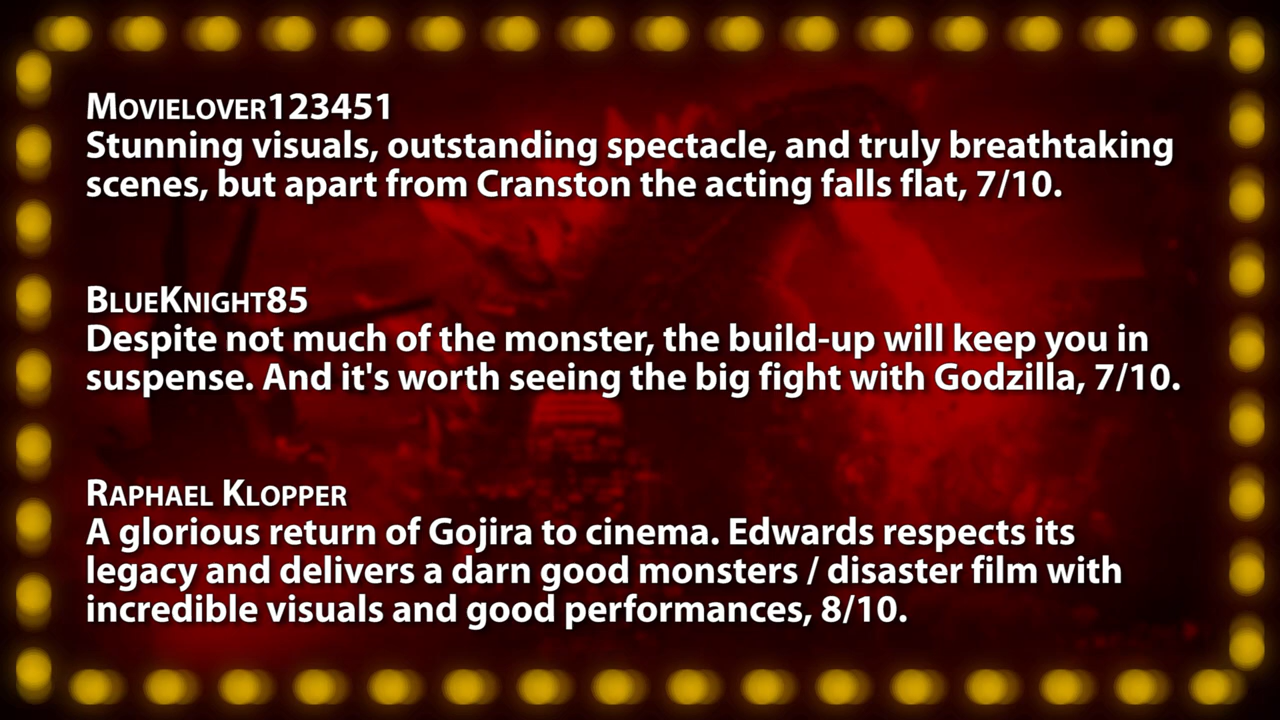 Movielover123451
Stunning visuals, outstanding spectacle, and truly breathtaking
scenes, but apart from Cranston the acting falls flat, 7/10.
BlueKnight85
Despite not much of the monster, the build-up will keep you in
suspense. And it's worth seeing the big fight with Godzilla, 7/10.
Raphael Klopper
A glorious return of Gojira to cinema. Edwards respects its
legacy and delivers a darn good monsters / disaster film with
incredible visuals and good performances, 8/10.